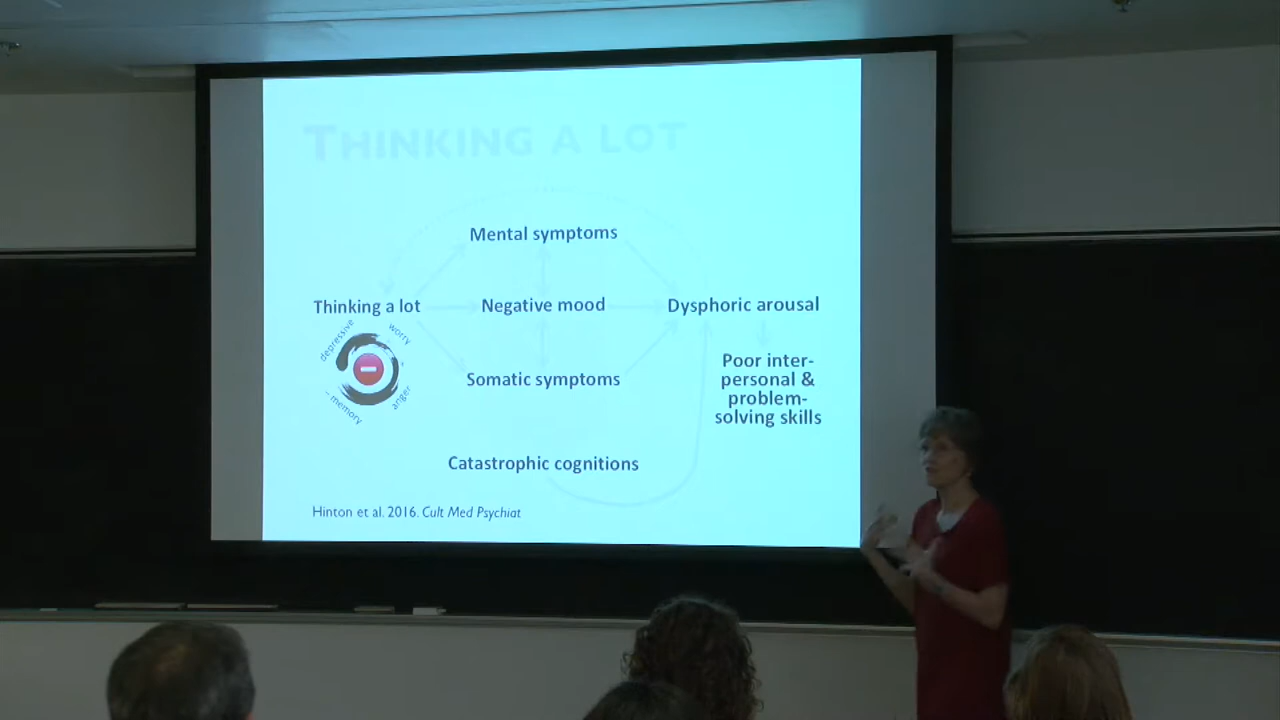 THINKING A LOT
Mental symptoms
Thinking a lot
Negative mood
Dysphoric arousal
depressive
worry
memory
anger
Somatic symptoms
Poor inter-
personal &
problem-
solving skills
Catastrophic cognitions
Hinton et al. 2016. Cult Med Psychiat